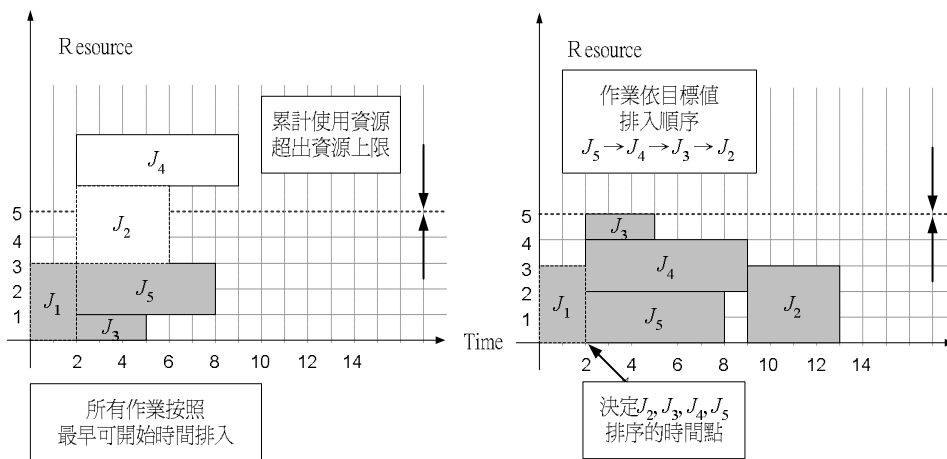 Resource
累計使用資源
超出資源上限
J4
J2
J5
J1
J3
5
4
3
2
1
2 4 6 8 10 12 14
Time
所有作業按照
最早可開始時間排入
Resource
作業依目標值
排入順序
J5→J4→J3→J2
J3
J4
J1
J5
J2
5
4
3
2
1
2 4 6 8 10 12 14
決定J2, J3, J4, J5
排序的時間點